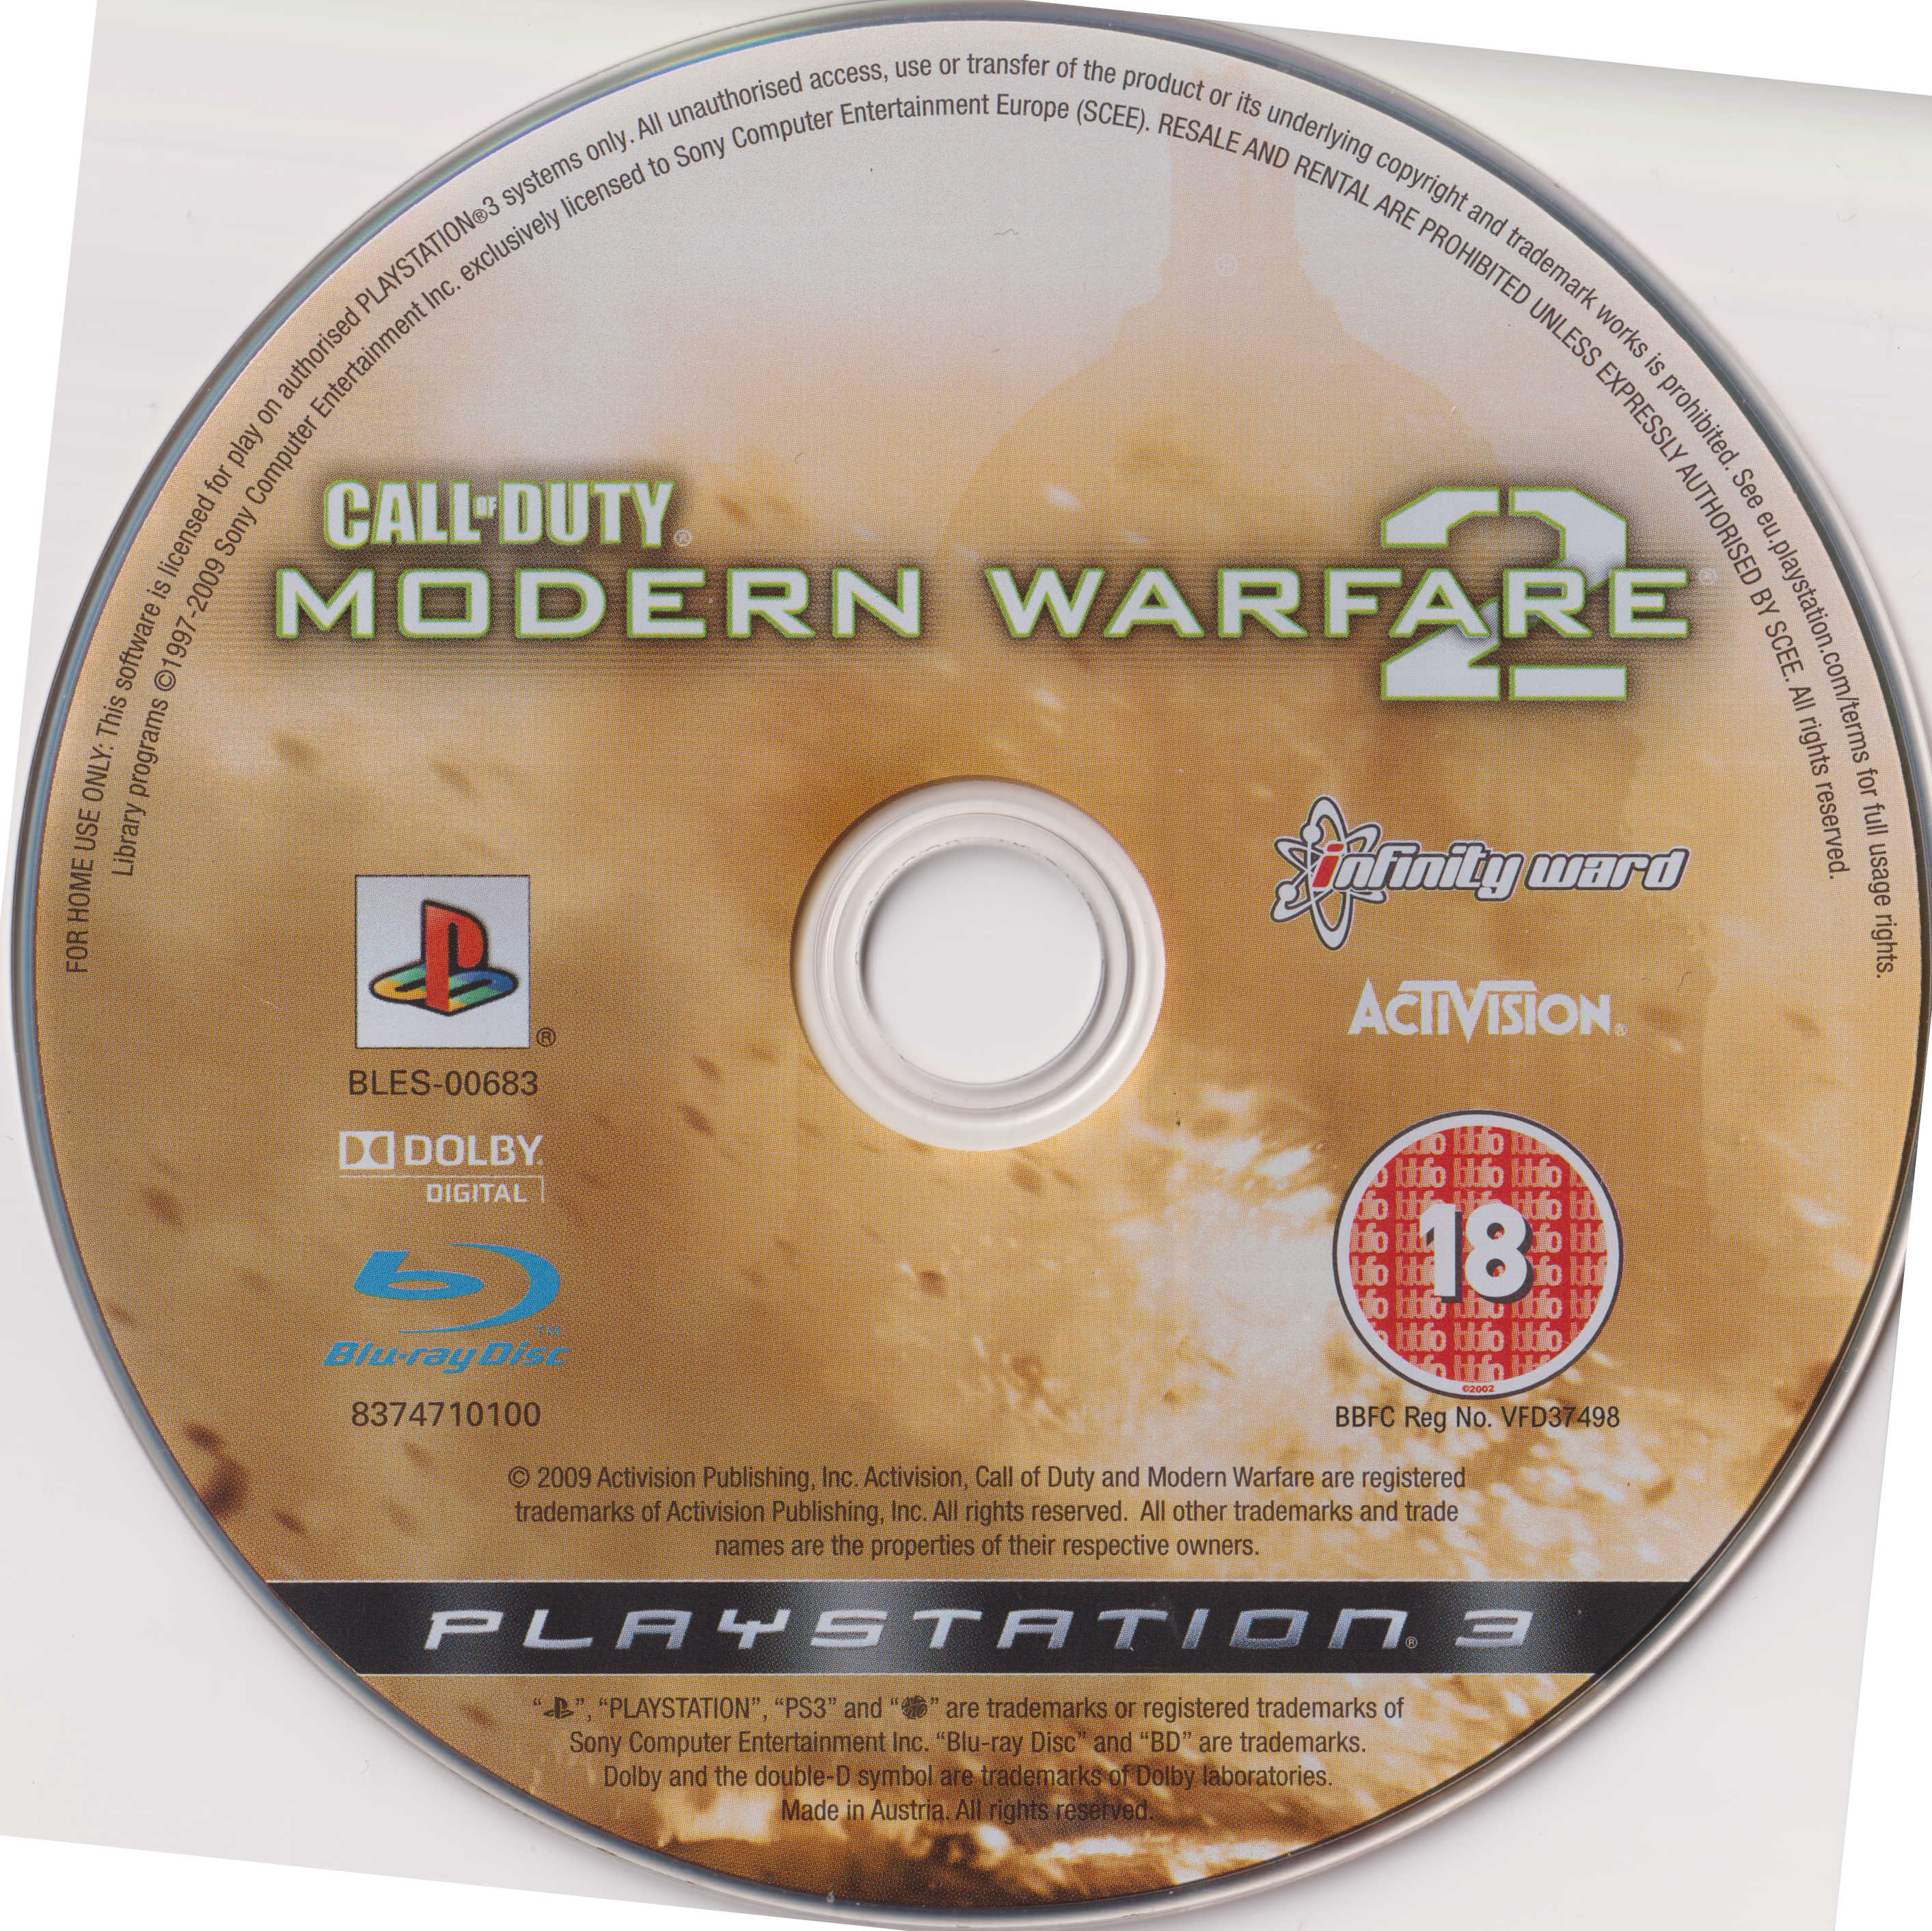 FOR HOME USE ONLY: This software is licensed for play on authorised PLAYSTATION®3 systems only. All unauthorised access, use or transfer of the product or its underlying copyright and trademark works is prohibited. See eu.playstation.com/terms for full usage rights.
Library programs ©1997-2009 Sony Computer Entertainment Inc. exclusively licensed to Sony Computer Entertainment Europe (SCEE). RESALE AND RENTAL ARE PROHIBITED UNLESS EXPRESSLY AUTHORISED BY SCEE. All rights reserved.
CALL OF DUTY®
MODERN WARFARE® 2
infinity ward
ACTIVISION®
®
BLES-00683
DOLBY
DIGITAL
Blu-ray Disc™
8374710100
bbfc
18
©2002
BBFC Reg No. VFD37498
© 2009 Activision Publishing, Inc. Activision, Call of Duty and Modern Warfare are registered
trademarks of Activision Publishing, Inc. All rights reserved. All other trademarks and trade
names are the properties of their respective owners.
PLAYSTATION®3
“ ”, “PLAYSTATION”, “PS3” and “ ” are trademarks or registered trademarks of
Sony Computer Entertainment Inc. “Blu-ray Disc” and “BD” are trademarks.
Dolby and the double-D symbol are trademarks of Dolby laboratories.
Made in Austria. All rights reserved.